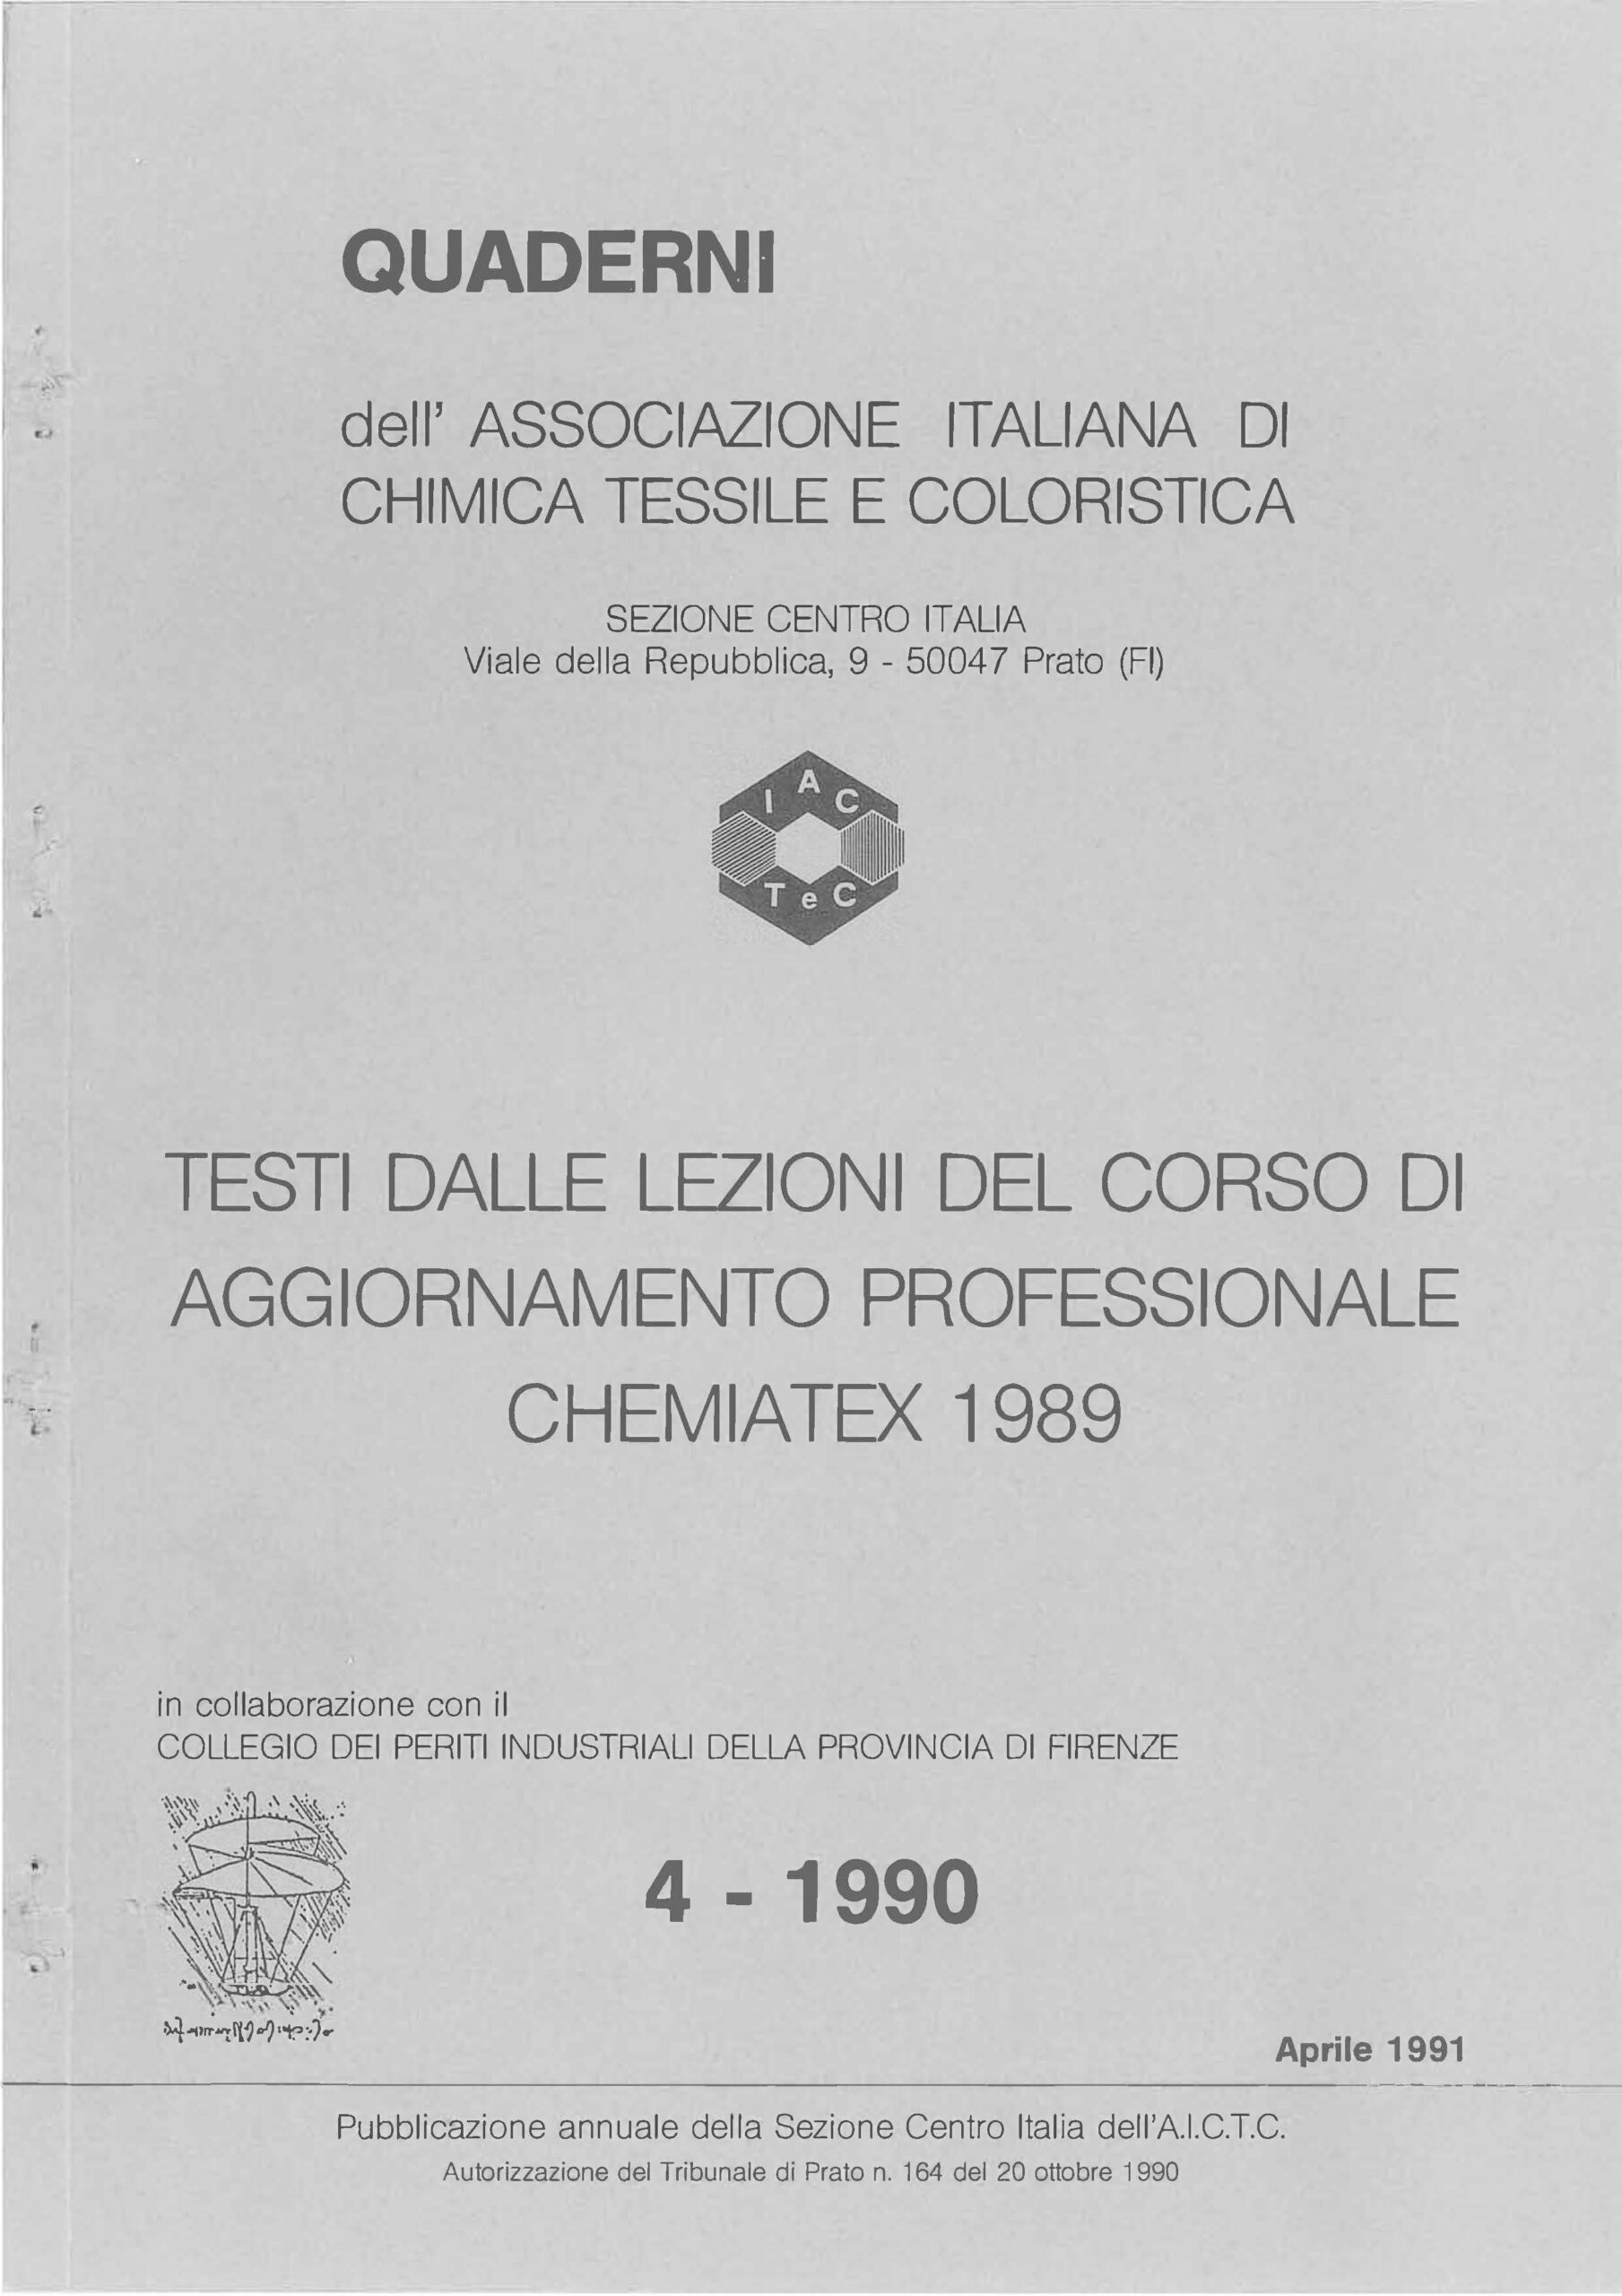 QUADERNI
dell' ASSOCIAZIONE ITALIANA DI
CHIMICA TESSILE E COLORISTICA
SEZIONE CENTRO ITALIA
Viale della Repubblica, 9 - 50047 Prato (FI)
I A C
T e C
TESTI DALLE LEZIONI DEL CORSO DI
AGGIORNAMENTO PROFESSIONALE
CHEMIATEX 1989
in collaborazione con il
COLLEGIO DEI PERITI INDUSTRIALI DELLA PROVINCIA DI FIRENZE
4 - 1990
Aprile 1991
Pubblicazione annuale della Sezione Centro Italia dell'A.I.C.T.C.
Autorizzazione del Tribunale di Prato n. 164 del 20 ottobre 1990